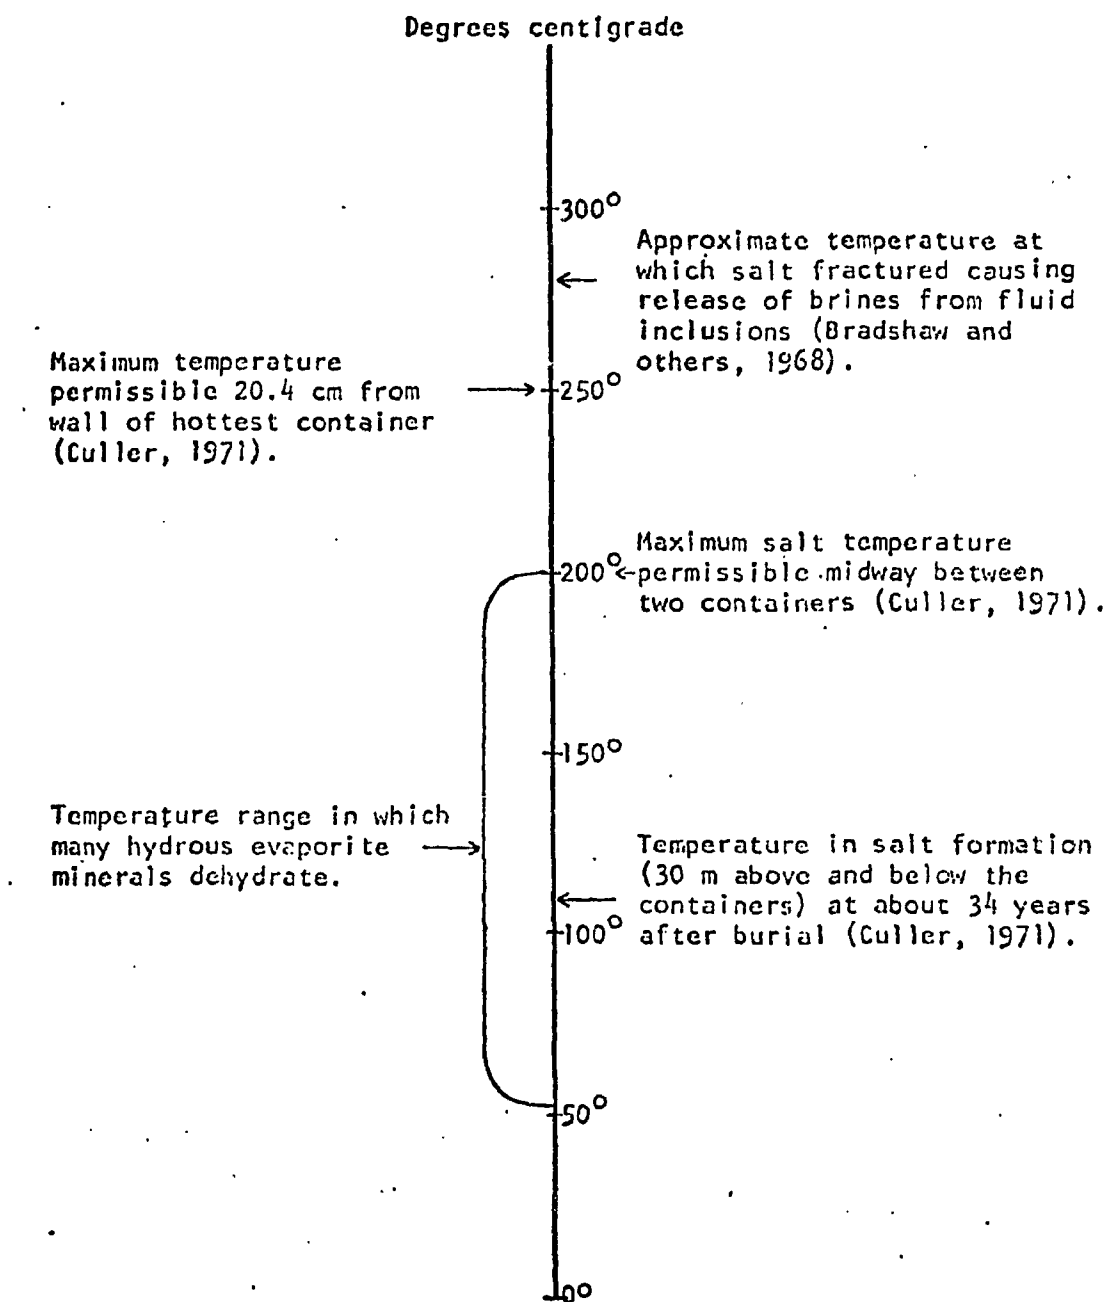 Degrees centigrade
300°
Approximate temperature at
which salt fractured causing
release of brines from fluid
inclusions (Bradshaw and
others, 1968).
Maximum temperature
permissible 20.4 cm from
wall of hottest container
(Culler, 1971).
250°
Maximum salt temperature
permissible midway between
two containers (Culler, 1971).
200°
150°
Temperature range in which
many hydrous evaporite
minerals dehydrate.
Temperature in salt formation
(30 m above and below the
containers) at about 34 years
after burial (Culler, 1971).
100°
50°
0°